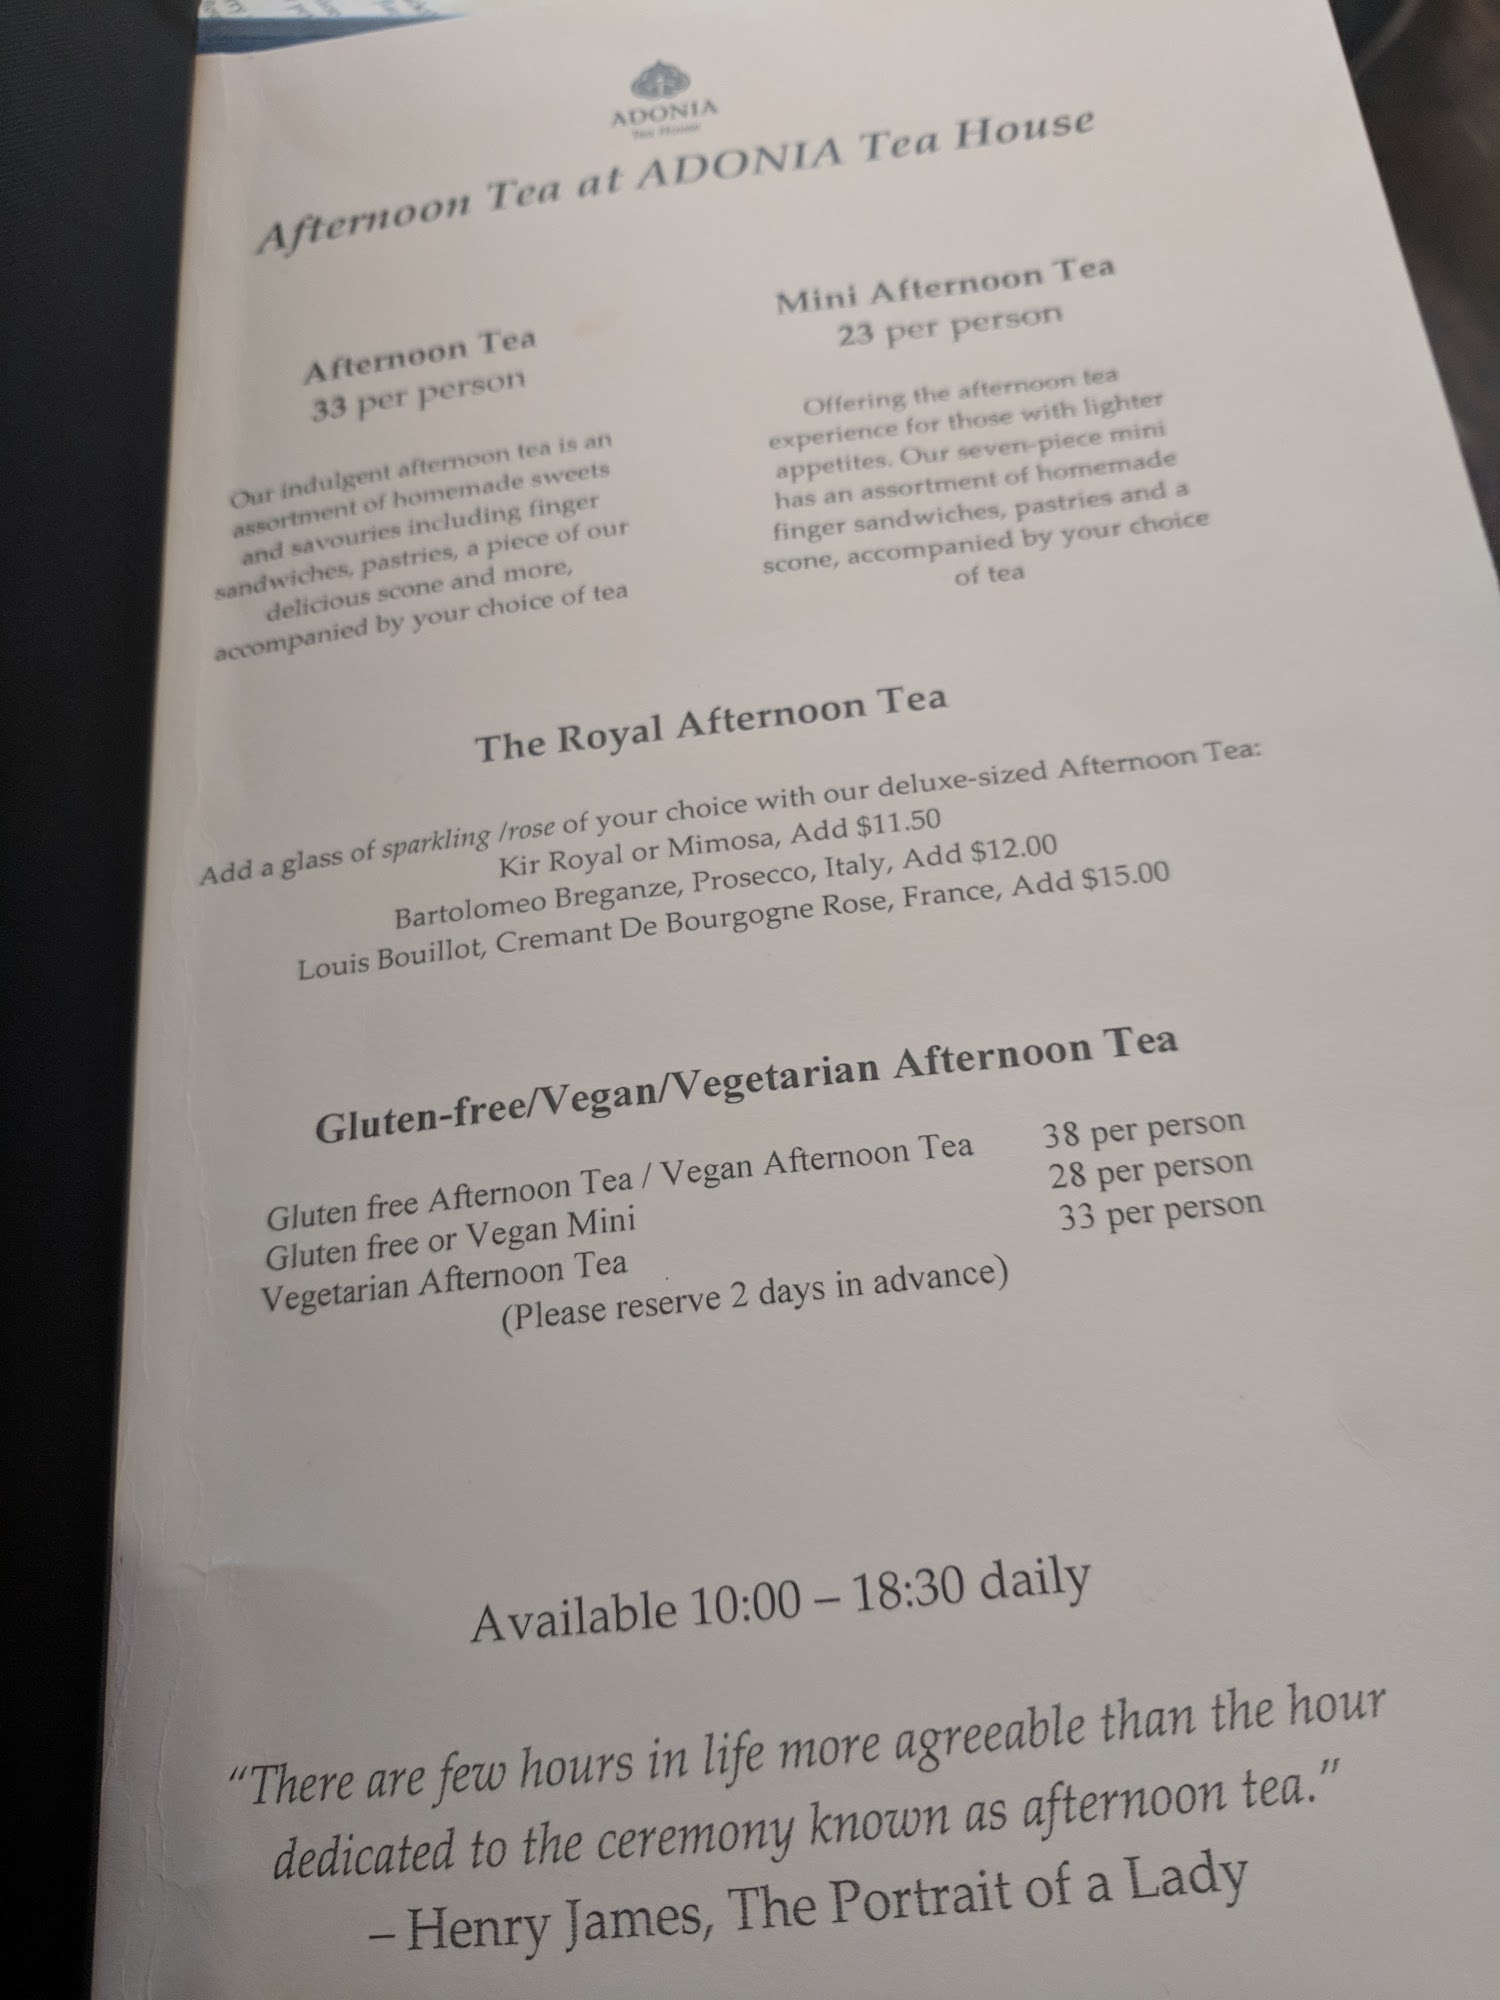 ADONIA
Tea House
Afternoon Tea at ADONIA Tea House
Afternoon Tea
33 per person
Our indulgent afternoon tea is an
assortment of homemade sweets
and savouries including finger
sandwiches, pastries, a piece of our
delicious scone and more,
accompanied by your choice of tea
Mini Afternoon Tea
23 per person
Offering the afternoon tea
experience for those with lighter
appetites. Our seven-piece mini
has an assortment of homemade
finger sandwiches, pastries and a
scone, accompanied by your choice
of tea
The Royal Afternoon Tea
Add a glass of sparkling /rose of your choice with our deluxe-sized Afternoon Tea:
Kir Royal or Mimosa, Add $11.50
Bartolomeo Breganze, Prosecco, Italy, Add $12.00
Louis Bouillot, Cremant De Bourgogne Rose, France, Add $15.00
Gluten-free/Vegan/Vegetarian Afternoon Tea
Gluten free Afternoon Tea / Vegan Afternoon Tea 38 per person
Gluten free or Vegan Mini 28 per person
Vegetarian Afternoon Tea 33 per person
(Please reserve 2 days in advance)
Available 10:00 – 18:30 daily
“There are few hours in life more agreeable than the hour
dedicated to the ceremony known as afternoon tea.”
– Henry James, The Portrait of a Lady